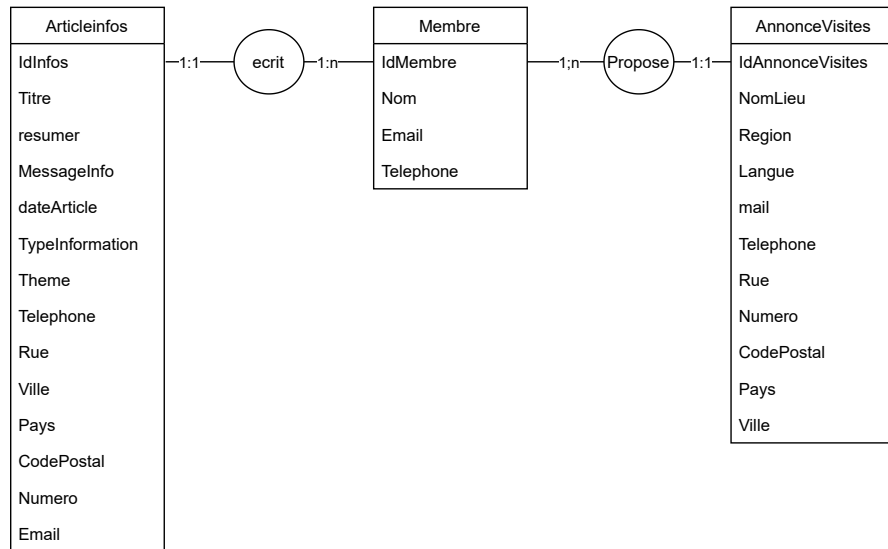 Articleinfos
IdInfos
Titre
resumer
MessageInfo
dateArticle
TypeInformation
Theme
Telephone
Rue
Ville
Pays
CodePostal
Numero
Email
1:1
ecrit
1:n
Membre
IdMembre
Nom
Email
Telephone
1;n
Propose
1:1
AnnonceVisites
IdAnnonceVisites
NomLieu
Region
Langue
mail
Telephone
Rue
Numero
CodePostal
Pays
Ville